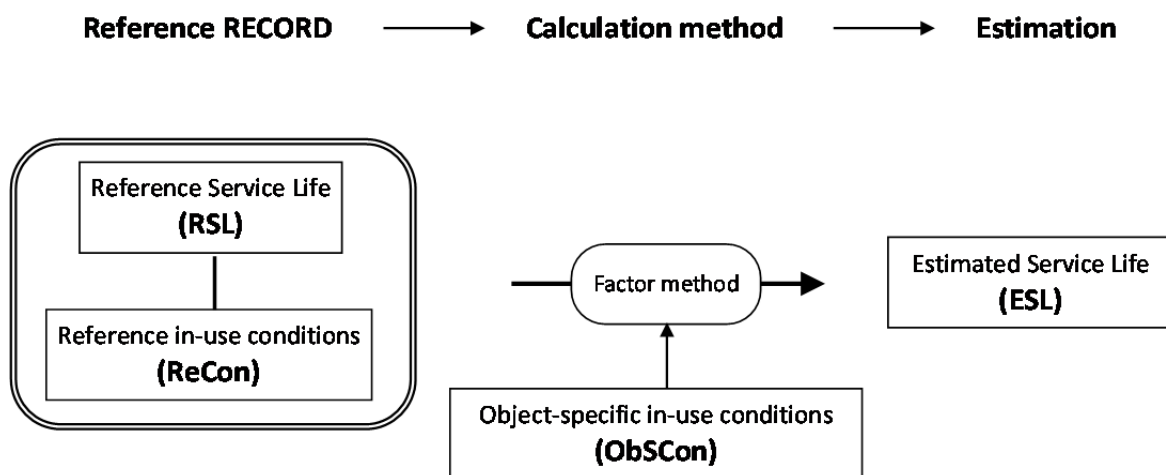 Reference RECORD
Calculation method
Estimation
Reference Service Life
(RSL)
Reference in-use conditions
(ReCon)
Factor method
Object-specific in-use conditions
(ObSCon)
Estimated Service Life
(ESL)